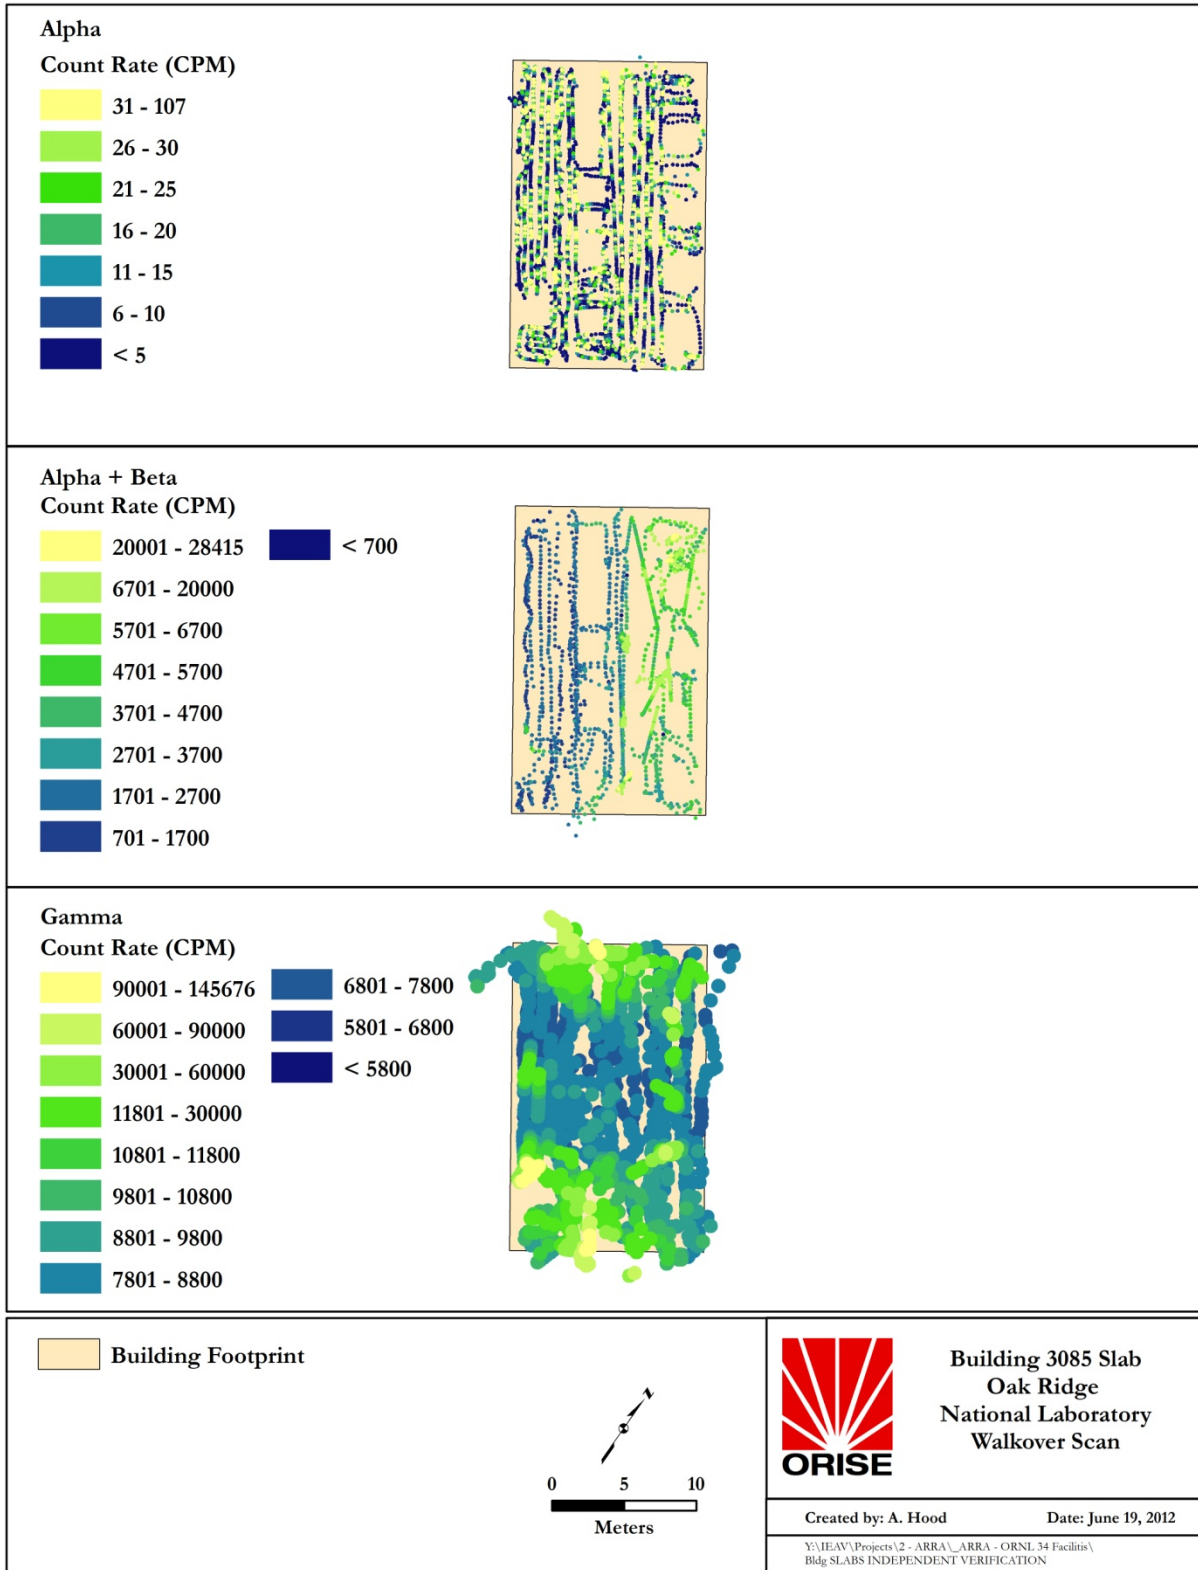 Alpha
Count Rate (CPM)
31 - 107
26 - 30
21 - 25
16 - 20
11 - 15
6 - 10
< 5
Alpha + Beta
Count Rate (CPM)
20001 - 28415
< 700
6701 - 20000
5701 - 6700
4701 - 5700
3701 - 4700
2701 - 3700
1701 - 2700
701 - 1700
Gamma
Count Rate (CPM)
90001 - 145676
6801 - 7800
60001 - 90000
5801 - 6800
30001 - 60000
< 5800
11801 - 30000
10801 - 11800
9801 - 10800
8801 - 9800
7801 - 8800
Building Footprint
N
0 5 10
Meters
ORISE
Building 3085 Slab
Oak Ridge
National Laboratory
Walkover Scan
Created by: A. Hood
Date: June 19, 2012
Y:\IEAV\Projects\2 - ARRA\_ARRA - ORNL 34 Facilitis\
Bldg SLABS INDEPENDENT VERIFICATION